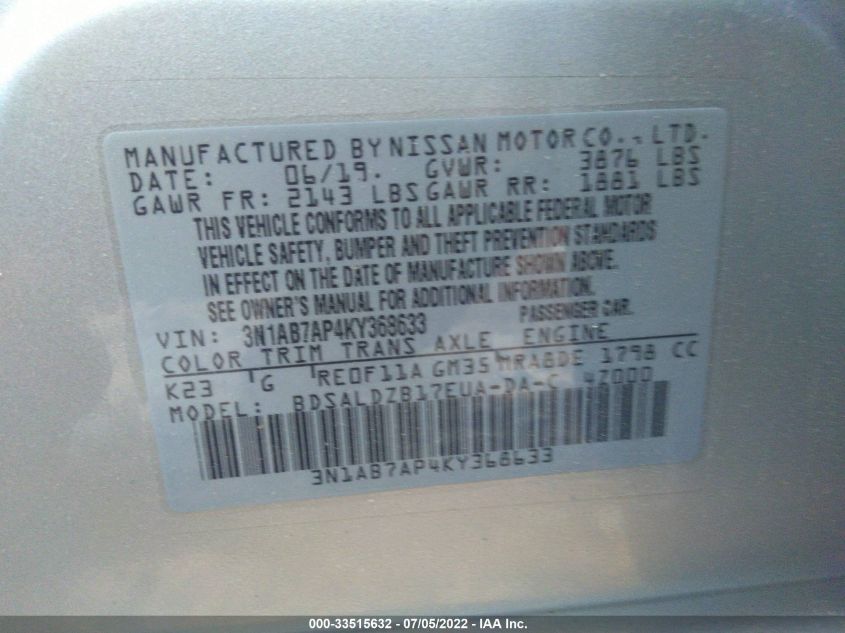 MANUFACTURED BY NISSAN MOTOR CO., LTD.
DATE: 06/19. GVWR: 3876 LBS
GAWR FR: 2143 LBS GAWR RR: 1881 LBS
THIS VEHICLE CONFORMS TO ALL APPLICABLE FEDERAL MOTOR
VEHICLE SAFETY, BUMPER AND THEFT PREVENTION STANDARDS
IN EFFECT ON THE DATE OF MANUFACTURE SHOWN ABOVE.
SEE OWNER'S MANUAL FOR ADDITIONAL INFORMATION.
PASSENGER CAR.
VIN: 3N1AB7AP4KY368633
COLOR TRIM TRANS AXLE ENGINE
K23 G RE0F11A GM35 MRA8DE 1798 CC
MODEL: BDSALDZB17EUA-DA-C 4Z000
3N1AB7AP4KY368633
000-33515632 - 07/05/2022 - IAA Inc.